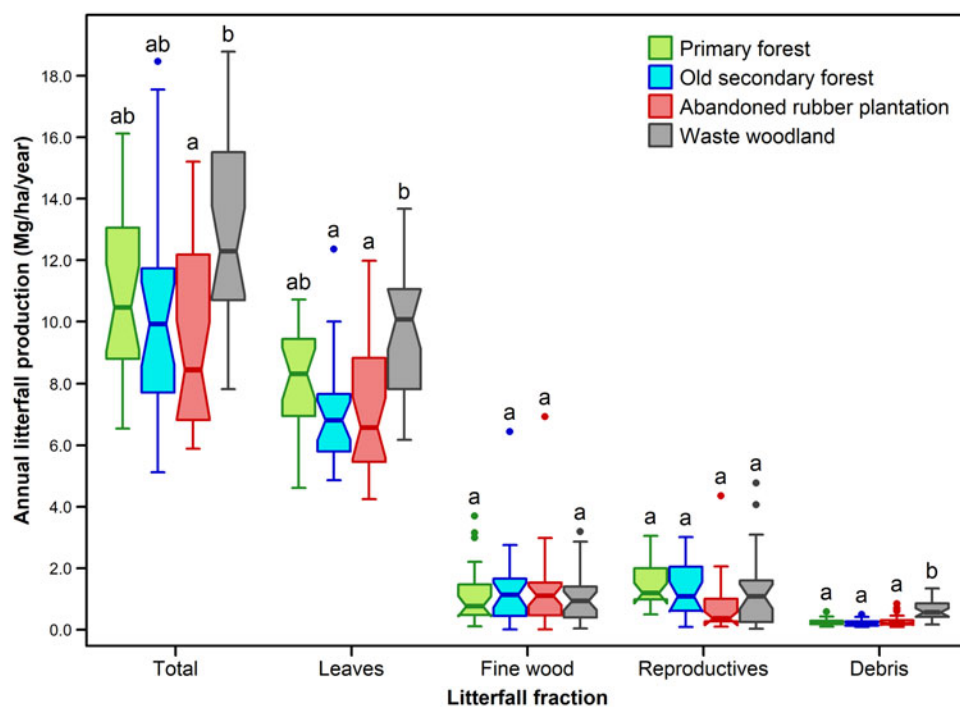 Primary forest
Old secondary forest
Abandoned rubber plantation
Waste woodland
Annual litterfall production (Mg/ha/year)
18.0
16.0
14.0
12.0
10.0
8.0
6.0
4.0
2.0
0.0
ab
ab
a
b
ab
a
a
b
a
a
a
a
a
a
a
a
a
a
a
b
Total Leaves Fine wood Reproductives Debris
Litterfall fraction